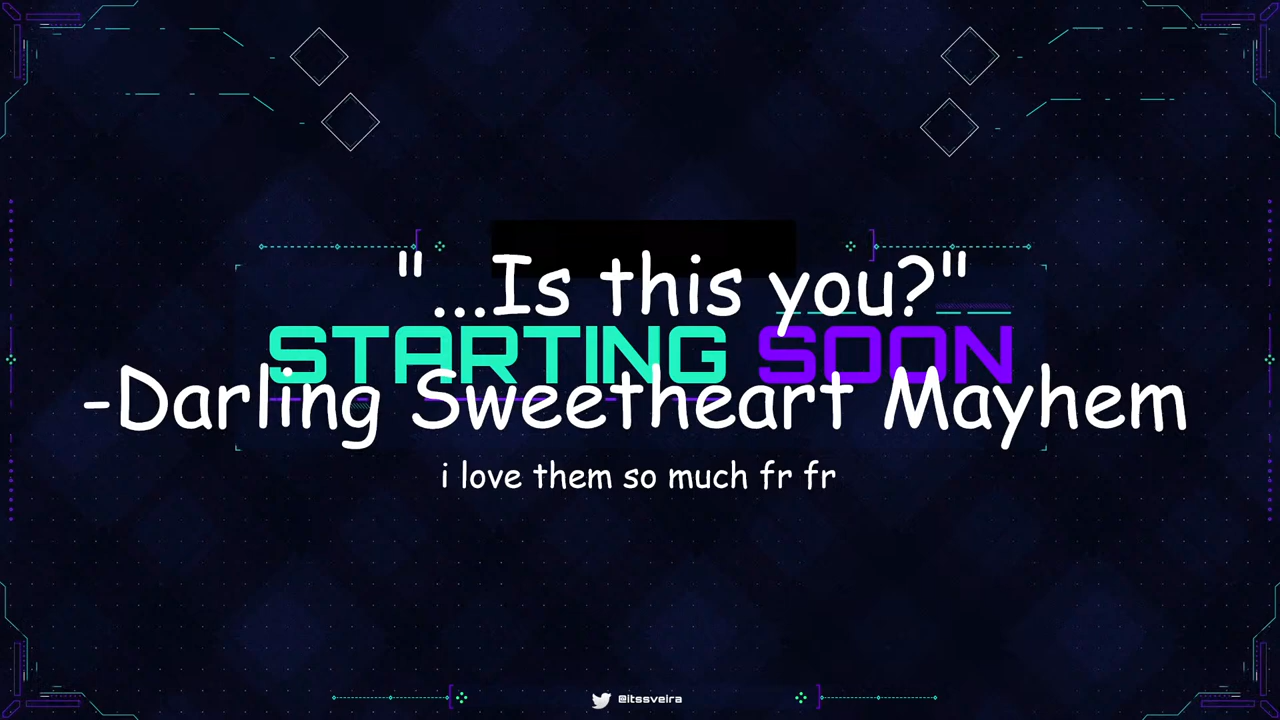 "...Is this you?"
STARTING SOON
-Darling Sweetheart Mayhem
i love them so much fr fr
@itssveira